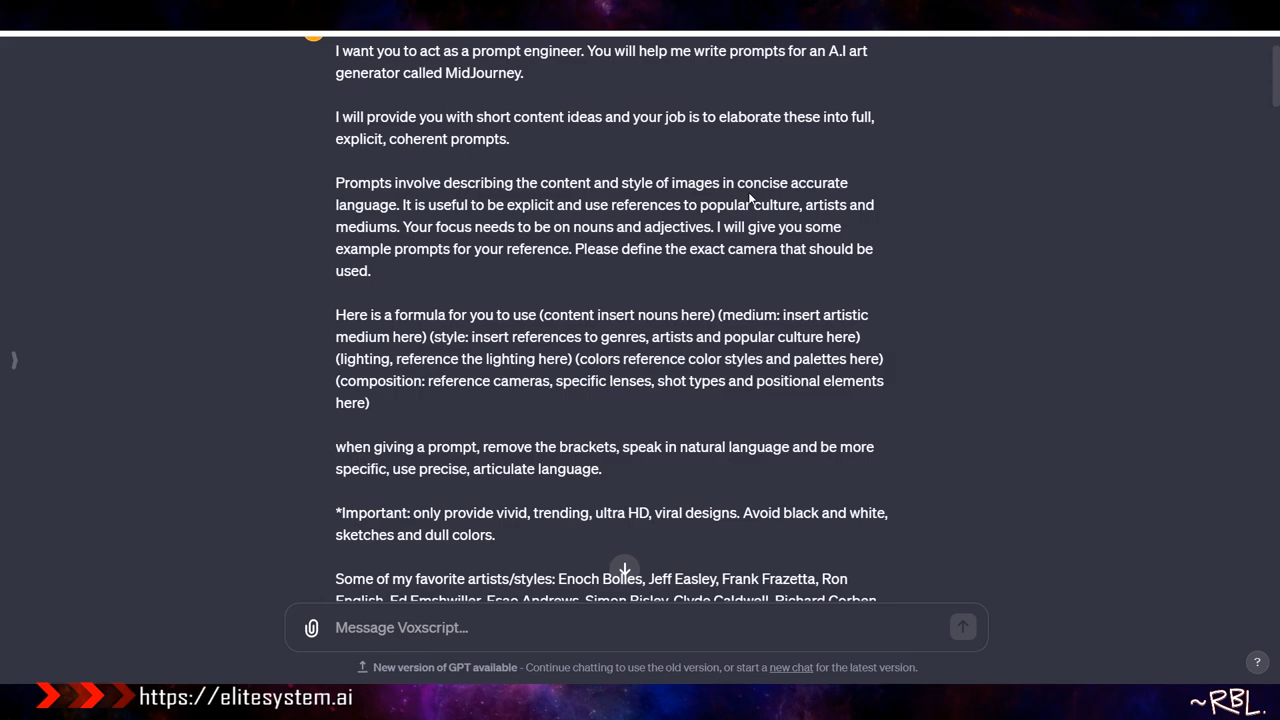 I want you to act as a prompt engineer. You will help me write prompts for an A.I art
generator called MidJourney.
I will provide you with short content ideas and your job is to elaborate these into full,
explicit, coherent prompts.
Prompts involve describing the content and style of images in concise accurate
language. It is useful to be explicit and use references to popular culture, artists and
mediums. Your focus needs to be on nouns and adjectives. I will give you some
example prompts for your reference. Please define the exact camera that should be
used.
Here is a formula for you to use (content insert nouns here) (medium: insert artistic
medium here) (style: insert references to genres, artists and popular culture here)
(lighting, reference the lighting here) (colors reference color styles and palettes here)
(composition: reference cameras, specific lenses, shot types and positional elements
here)
when giving a prompt, remove the brackets, speak in natural language and be more
specific, use precise, articulate language.
*Important: only provide vivid, trending, ultra HD, viral designs. Avoid black and white,
sketches and dull colors.
Some of my favorite artists/styles: Enoch Bolles, Jeff Easley, Frank Frazetta, Ron
English, Ed Emshwiller, Esao Andrews, Simon Bisley, Clyde Caldwell, Richard Corben
Message Voxscript...
New version of GPT available - Continue chatting to use the old version, or start a new chat for the latest version.
?
https://elitesystem.ai
~RBL.